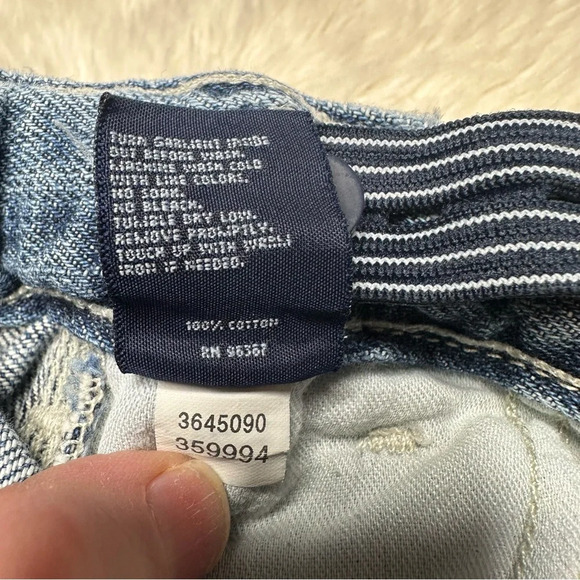 TURN GARMENT INSIDE
OUT BEFORE WASH.
MACHINE WASH COLD
WITH LIKE COLORS.
NO SOAK.
NO BLEACH.
TUMBLE DRY LOW.
REMOVE PROMPTLY.
TOUCH UP WITH WARM
IRON IF NEEDED.
100% COTTON
RN 96367
3645090
359994